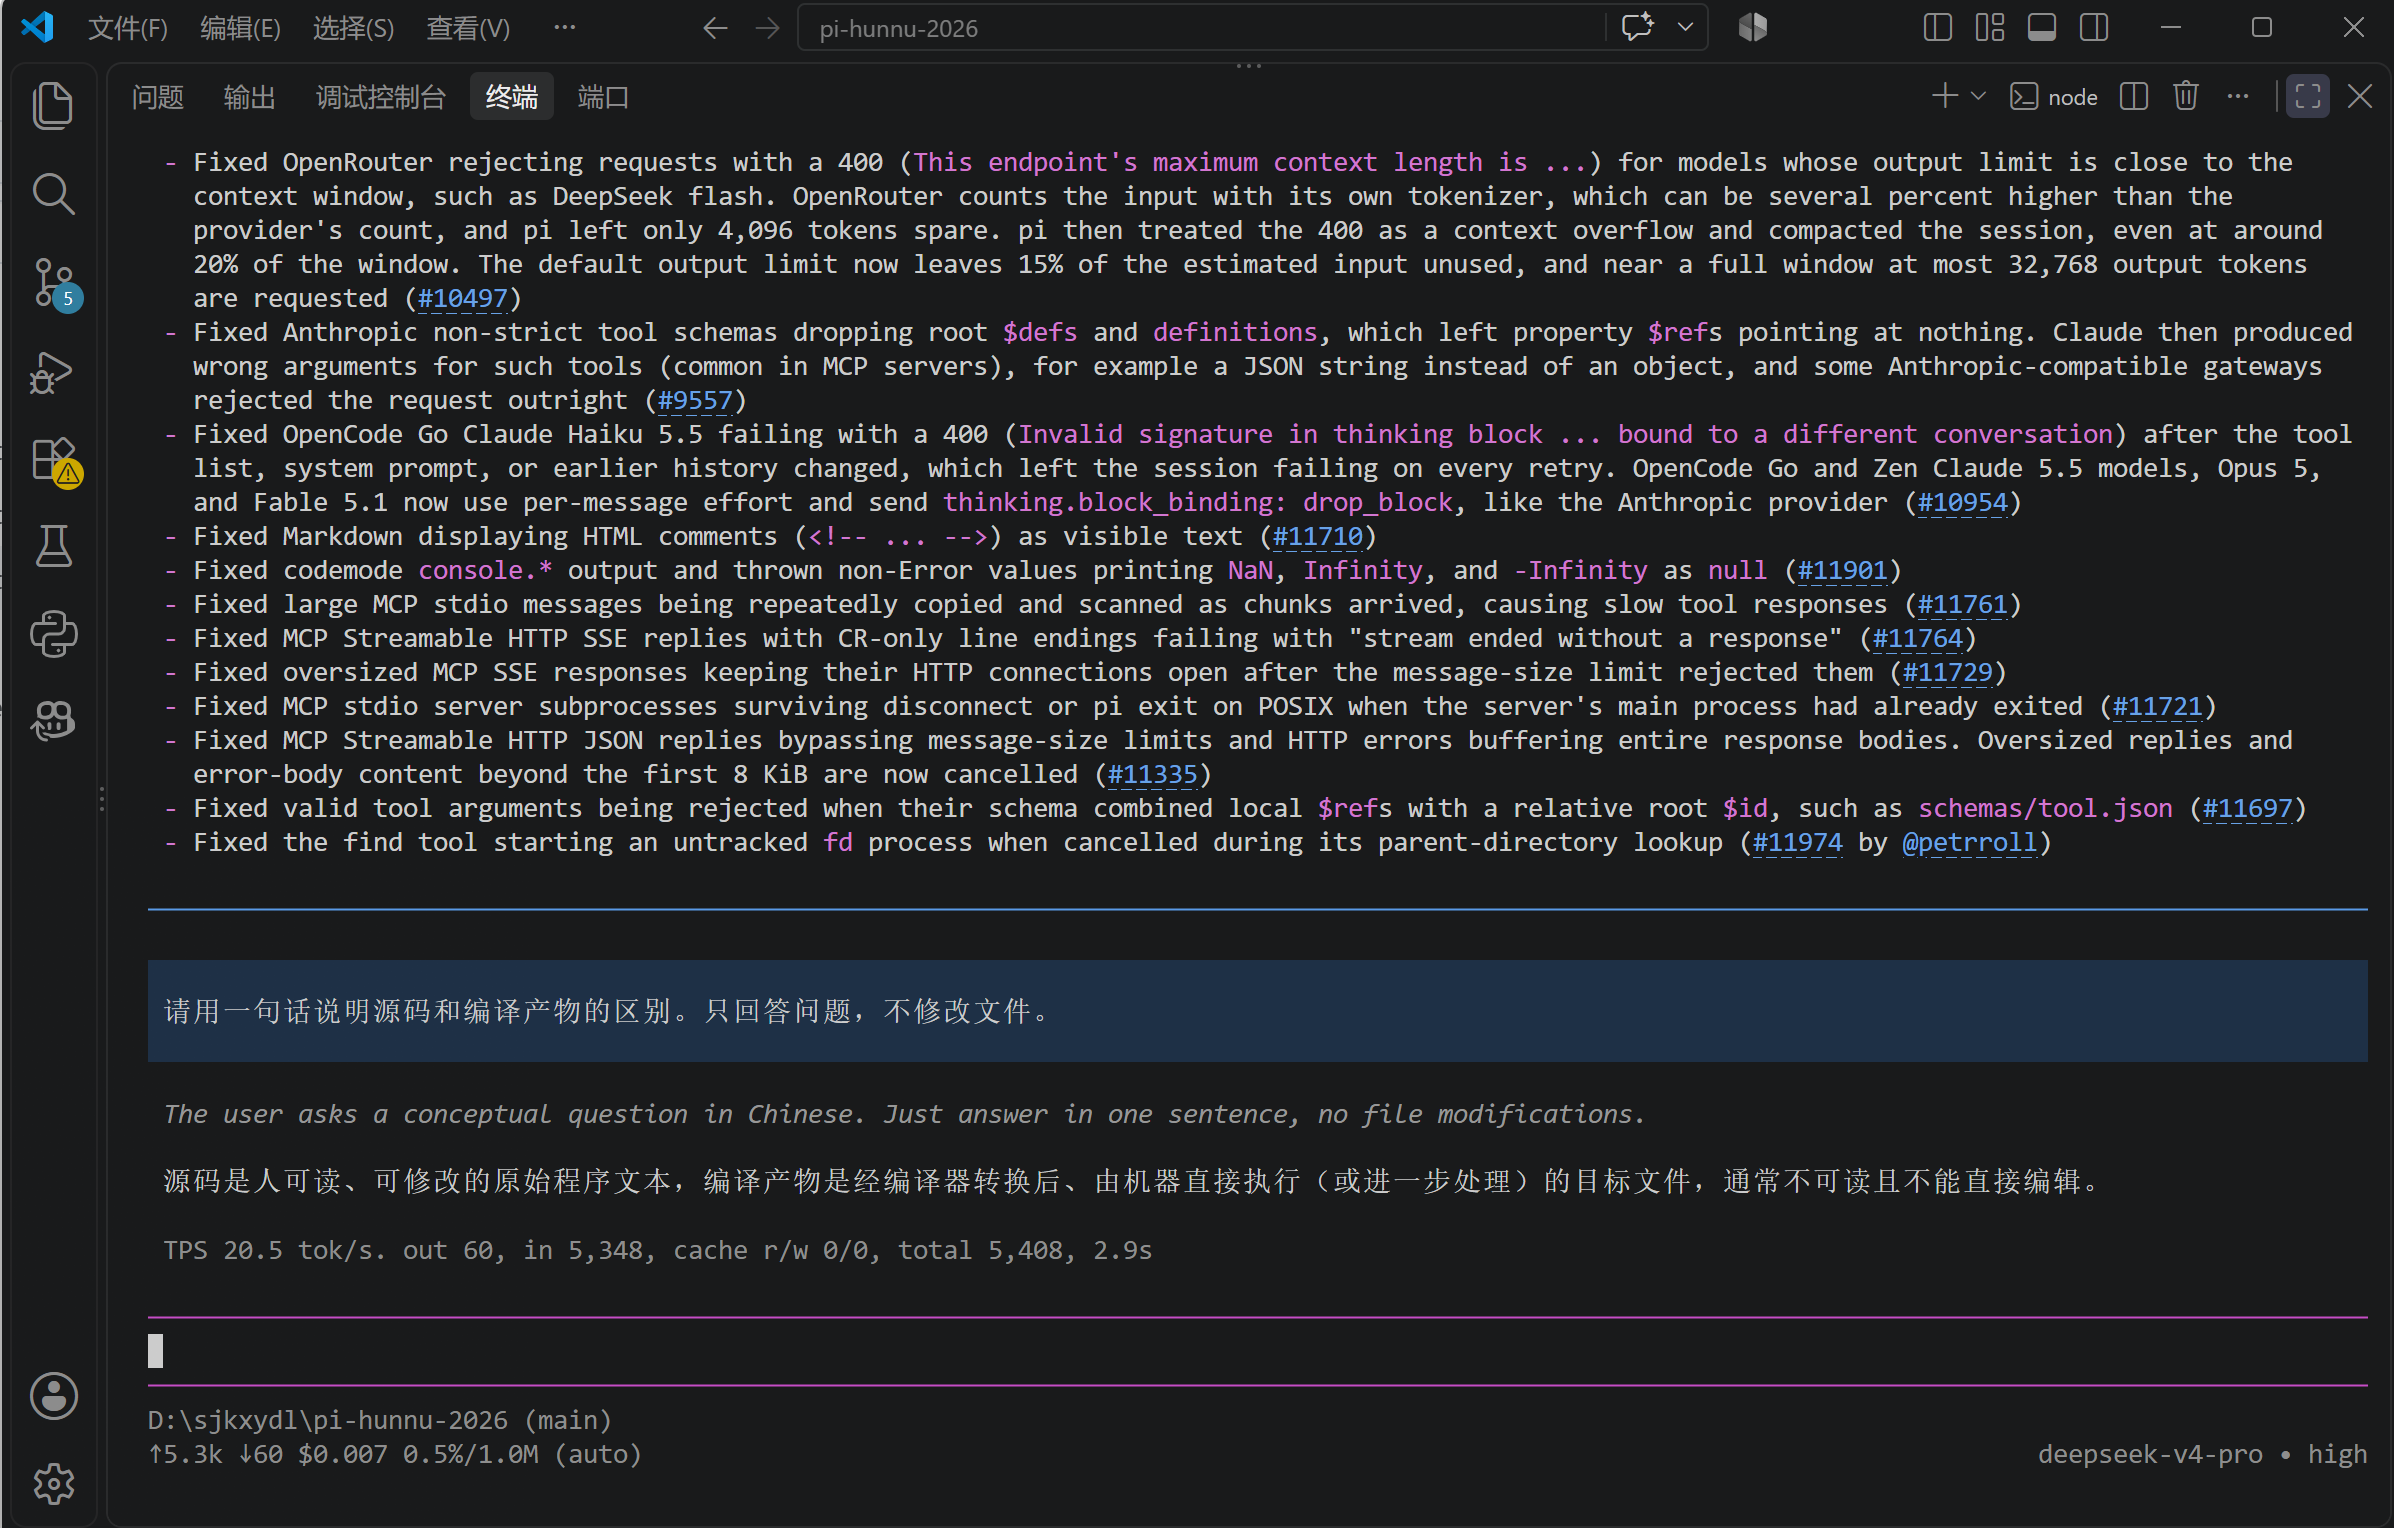 文件(F) 编辑(E) 选择(S) 查看(V) ··· pi-hunnu-2026
问题 输出 调试控制台 终端 端口 node
- Fixed OpenRouter rejecting requests with a 400 (This endpoint's maximum context length is ...) for models whose output limit is close to the
context window, such as DeepSeek flash. OpenRouter counts the input with its own tokenizer, which can be several percent higher than the
provider's count, and pi left only 4,096 tokens spare. pi then treated the 400 as a context overflow and compacted the session, even at around
20% of the window. The default output limit now leaves 15% of the estimated input unused, and near a full window at most 32,768 output tokens
are requested (#10497)
- Fixed Anthropic non-strict tool schemas dropping root $defs and definitions, which left property $refs pointing at nothing. Claude then produced
wrong arguments for such tools (common in MCP servers), for example a JSON string instead of an object, and some Anthropic-compatible gateways
rejected the request outright (#9557)
- Fixed OpenCode Go Claude Haiku 5.5 failing with a 400 (Invalid signature in thinking block ... bound to a different conversation) after the tool
list, system prompt, or earlier history changed, which left the session failing on every retry. OpenCode Go and Zen Claude 5.5 models, Opus 5,
and Fable 5.1 now use per-message effort and send thinking.block_binding: drop_block, like the Anthropic provider (#10954)
- Fixed Markdown displaying HTML comments (<!-- ... -->) as visible text (#11710)
- Fixed codemode console.* output and thrown non-Error values printing NaN, Infinity, and -Infinity as null (#11901)
- Fixed large MCP stdio messages being repeatedly copied and scanned as chunks arrived, causing slow tool responses (#11761)
- Fixed MCP Streamable HTTP SSE replies with CR-only line endings failing with "stream ended without a response" (#11764)
- Fixed oversized MCP SSE responses keeping their HTTP connections open after the message-size limit rejected them (#11729)
- Fixed MCP stdio server subprocesses surviving disconnect or pi exit on POSIX when the server's main process had already exited (#11721)
- Fixed MCP Streamable HTTP JSON replies bypassing message-size limits and HTTP errors buffering entire response bodies. Oversized replies and
error-body content beyond the first 8 KiB are now cancelled (#11335)
- Fixed valid tool arguments being rejected when their schema combined local $refs with a relative root $id, such as schemas/tool.json (#11697)
- Fixed the find tool starting an untracked fd process when cancelled during its parent-directory lookup (#11974 by @petrroll)
请用一句话说明源码和编译产物的区别。只回答问题，不修改文件。
The user asks a conceptual question in Chinese. Just answer in one sentence, no file modifications.
源码是人可读、可修改的原始程序文本，编译产物是经编译器转换后、由机器直接执行（或进一步处理）的目标文件，通常不可读且不能直接编辑。
TPS 20.5 tok/s. out 60, in 5,348, cache r/w 0/0, total 5,408, 2.9s
D:\sjkxydl\pi-hunnu-2026 (main)
↑5.3k ↓60 $0.007 0.5%/1.0M (auto) deepseek-v4-pro • high
5